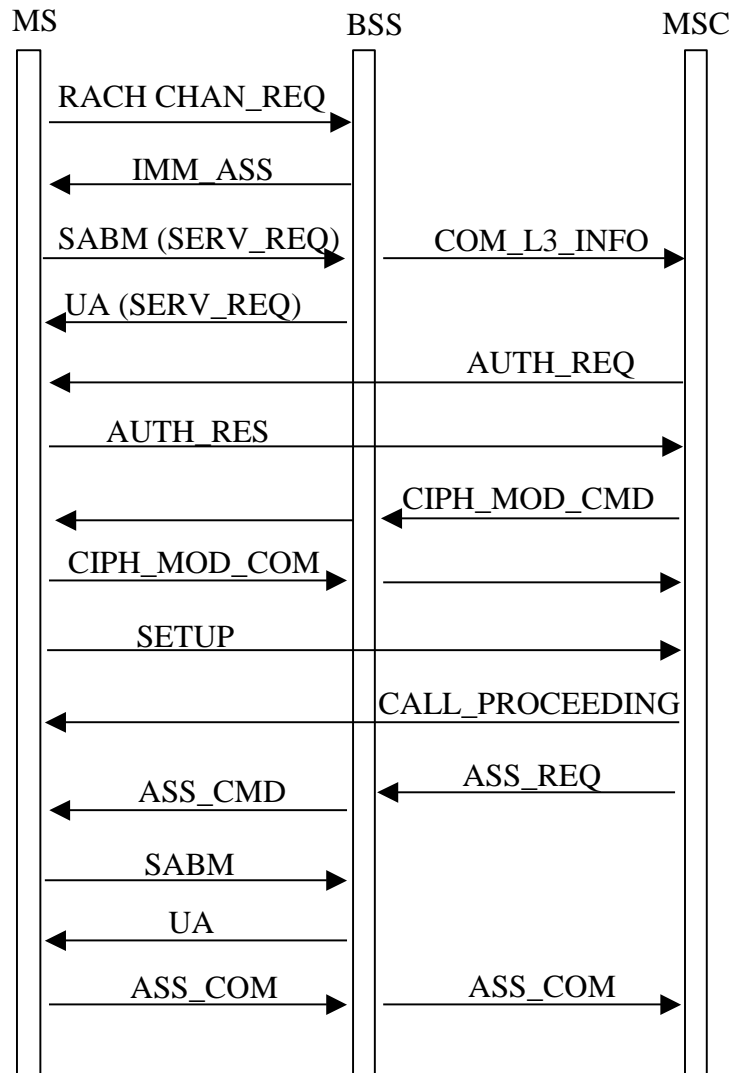 MS BSS MSC
RACH CHAN_REQ
IMM_ASS
SABM (SERV_REQ) COM_L3_INFO
UA (SERV_REQ)
AUTH_REQ
AUTH_RES
CIPH_MOD_CMD
CIPH_MOD_COM
SETUP
CALL_PROCEEDING
ASS_REQ
ASS_CMD
SABM
UA
ASS_COM ASS_COM